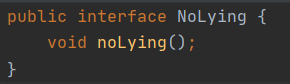 public interface NoLying {
    void noLying();
}